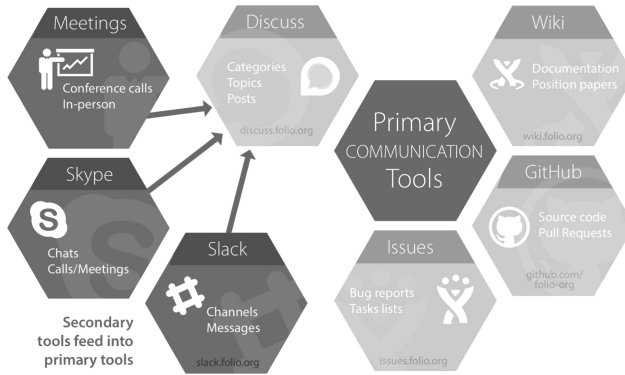 Meetings
Conference calls
In-person
Discuss
Categories
Topics
Posts
discuss.folio.org
Wiki
Documentation
Position papers
wiki.folio.org
Primary
COMMUNICATION
Tools
Skype
S
Chats
Calls/Meetings
GitHub
Source code
Pull Requests
github.com/
folio-org
Slack
Channels
Messages
slack.folio.org
Issues
Bug reports
Tasks lists
issues.folio.org
Secondary
tools feed into
primary tools